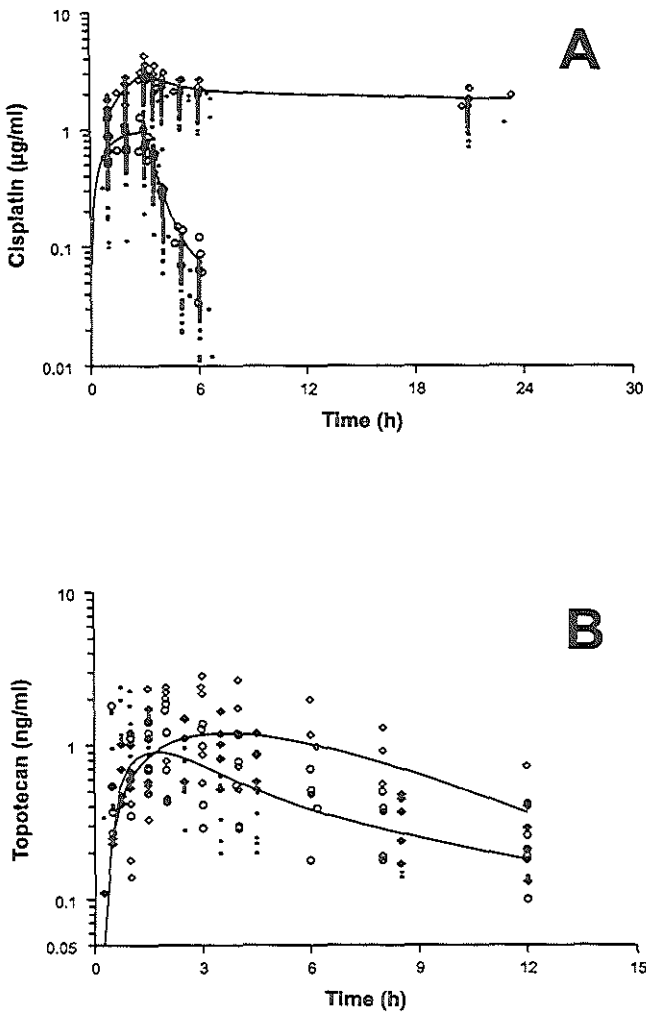 A
10
1
0.1
0.01
Cisplatin (µg/ml)
0 6 12 18 24 30
Time (h)
B
10
1
0.1
0.05
Topotecan (ng/ml)
0 3 6 9 12 15
Time (h)